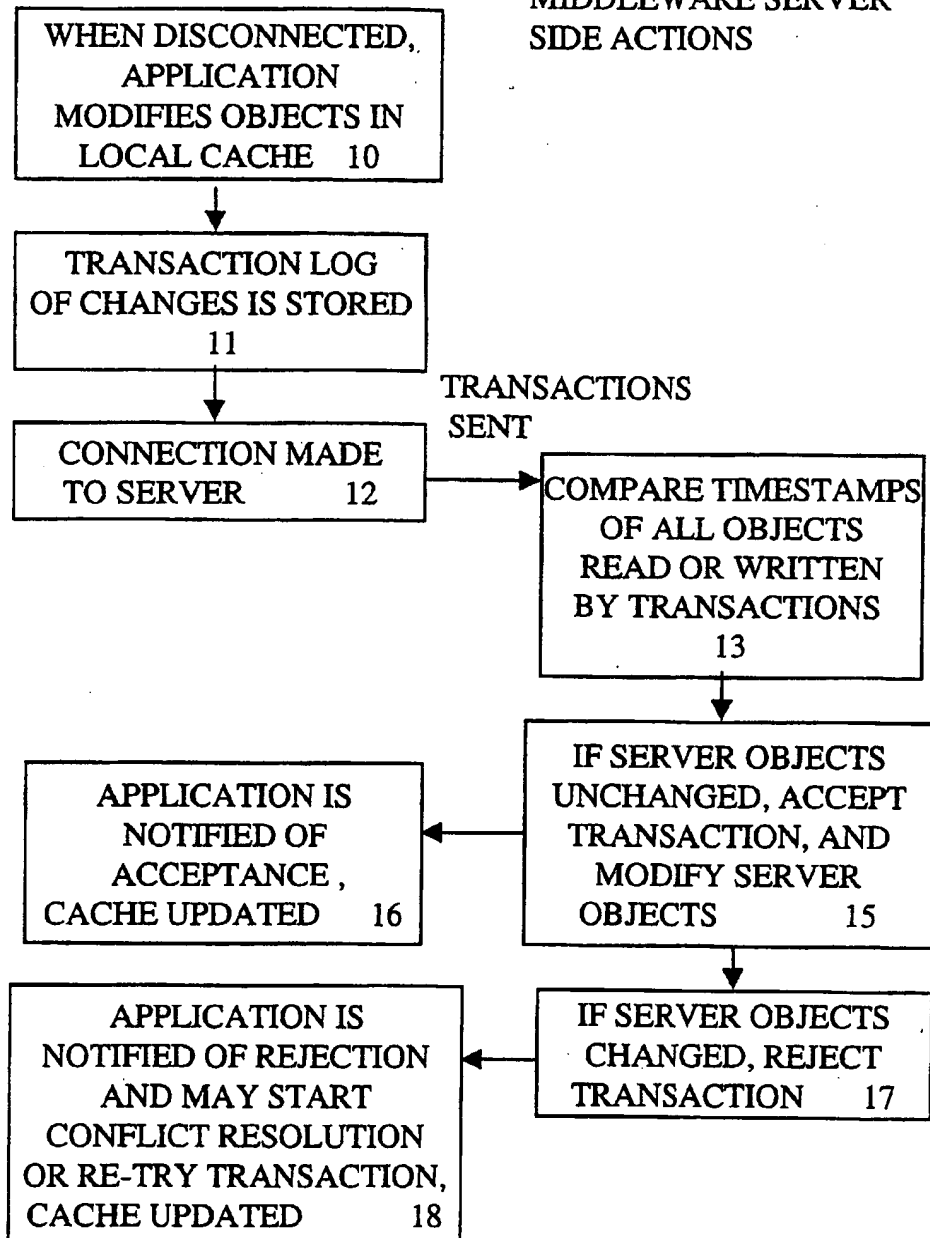 MIDDLEWARE SERVER
SIDE ACTIONS
WHEN DISCONNECTED,
APPLICATION
MODIFIES OBJECTS IN
LOCAL CACHE 10
TRANSACTION LOG
OF CHANGES IS STORED
11
TRANSACTIONS
SENT
CONNECTION MADE
TO SERVER 12
COMPARE TIMESTAMPS
OF ALL OBJECTS
READ OR WRITTEN
BY TRANSACTIONS
13
IF SERVER OBJECTS
UNCHANGED, ACCEPT
TRANSACTION, AND
MODIFY SERVER
OBJECTS 15
APPLICATION IS
NOTIFIED OF
ACCEPTANCE ,
CACHE UPDATED 16
IF SERVER OBJECTS
CHANGED, REJECT
TRANSACTION 17
APPLICATION IS
NOTIFIED OF REJECTION
AND MAY START
CONFLICT RESOLUTION
OR RE-TRY TRANSACTION,
CACHE UPDATED 18